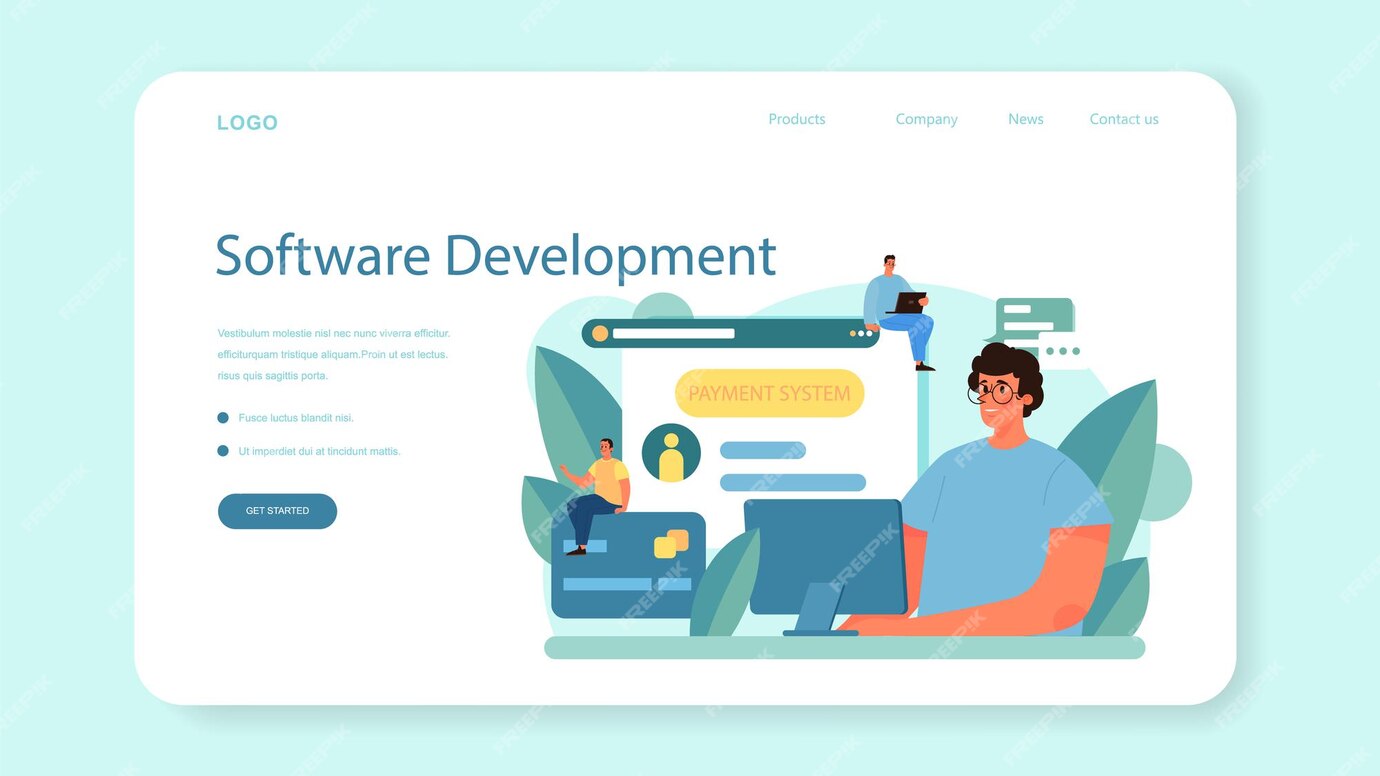 LOGO
Products Company News Contact us
Software Development
Vestibulum molestie nisl nec nunc viverra efficitur.
efficiturquam tristique aliquam.Proin ut est lectus.
risus quis sagittis porta.
Fusce luctus blandit nisi.
Ut imperdiet dui at tincidunt mattis.
GET STARTED
PAYMENT SYSTEM
FREEPIK